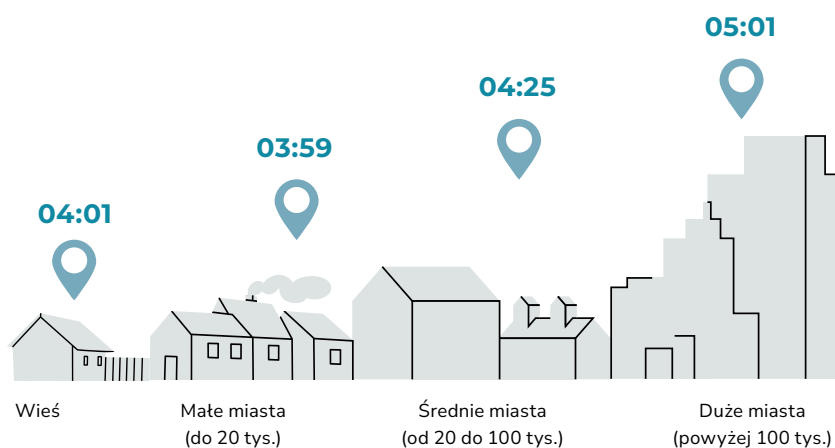 05:01
04:25
03:59
04:01
Wieś
Małe miasta
(do 20 tys.)
Średnie miasta
(od 20 do 100 tys.)
Duże miasta
(powyżej 100 tys.)